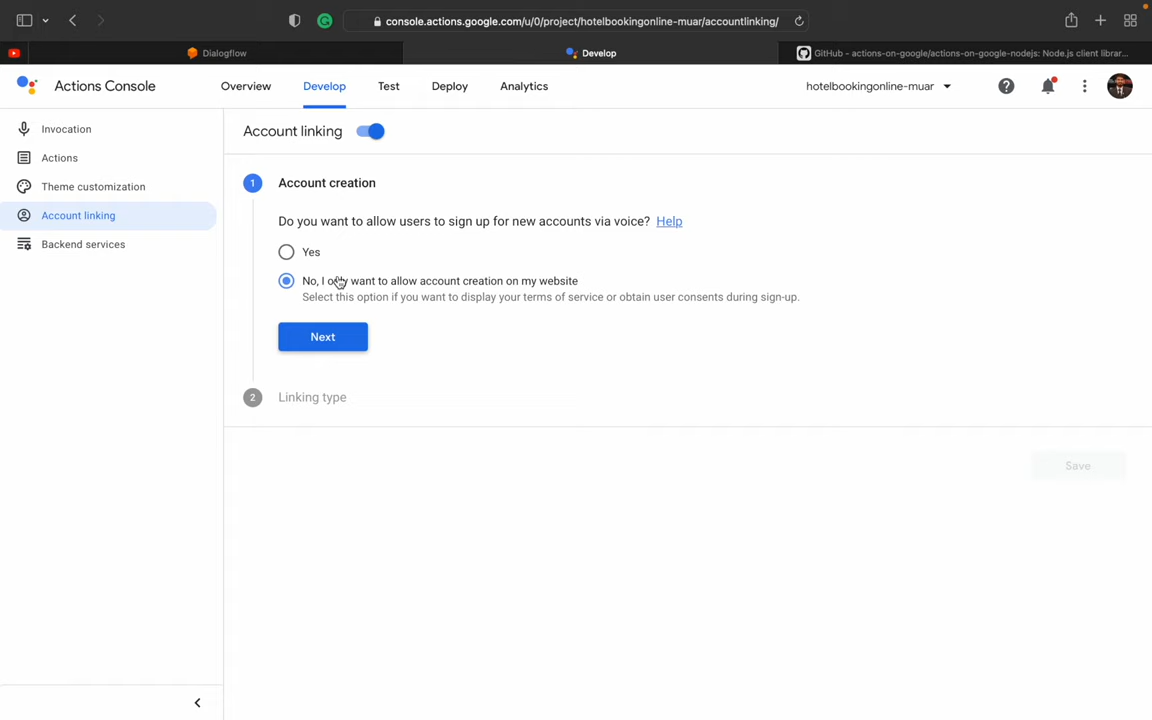 console.actions.google.com/u/0/project/hotelbookingonline-muar/accountlinking/
Dialogflow
Develop
GitHub - actions-on-google/actions-on-google-nodejs: Node.js client librar...
Actions Console
Overview
Develop
Test
Deploy
Analytics
hotelbookingonline-muar
Invocation
Actions
Theme customization
Account linking
Backend services
Account linking
1
Account creation
Do you want to allow users to sign up for new accounts via voice? Help
Yes
No, I only want to allow account creation on my website
Select this option if you want to display your terms of service or obtain user consents during sign-up.
Next
2
Linking type
Save